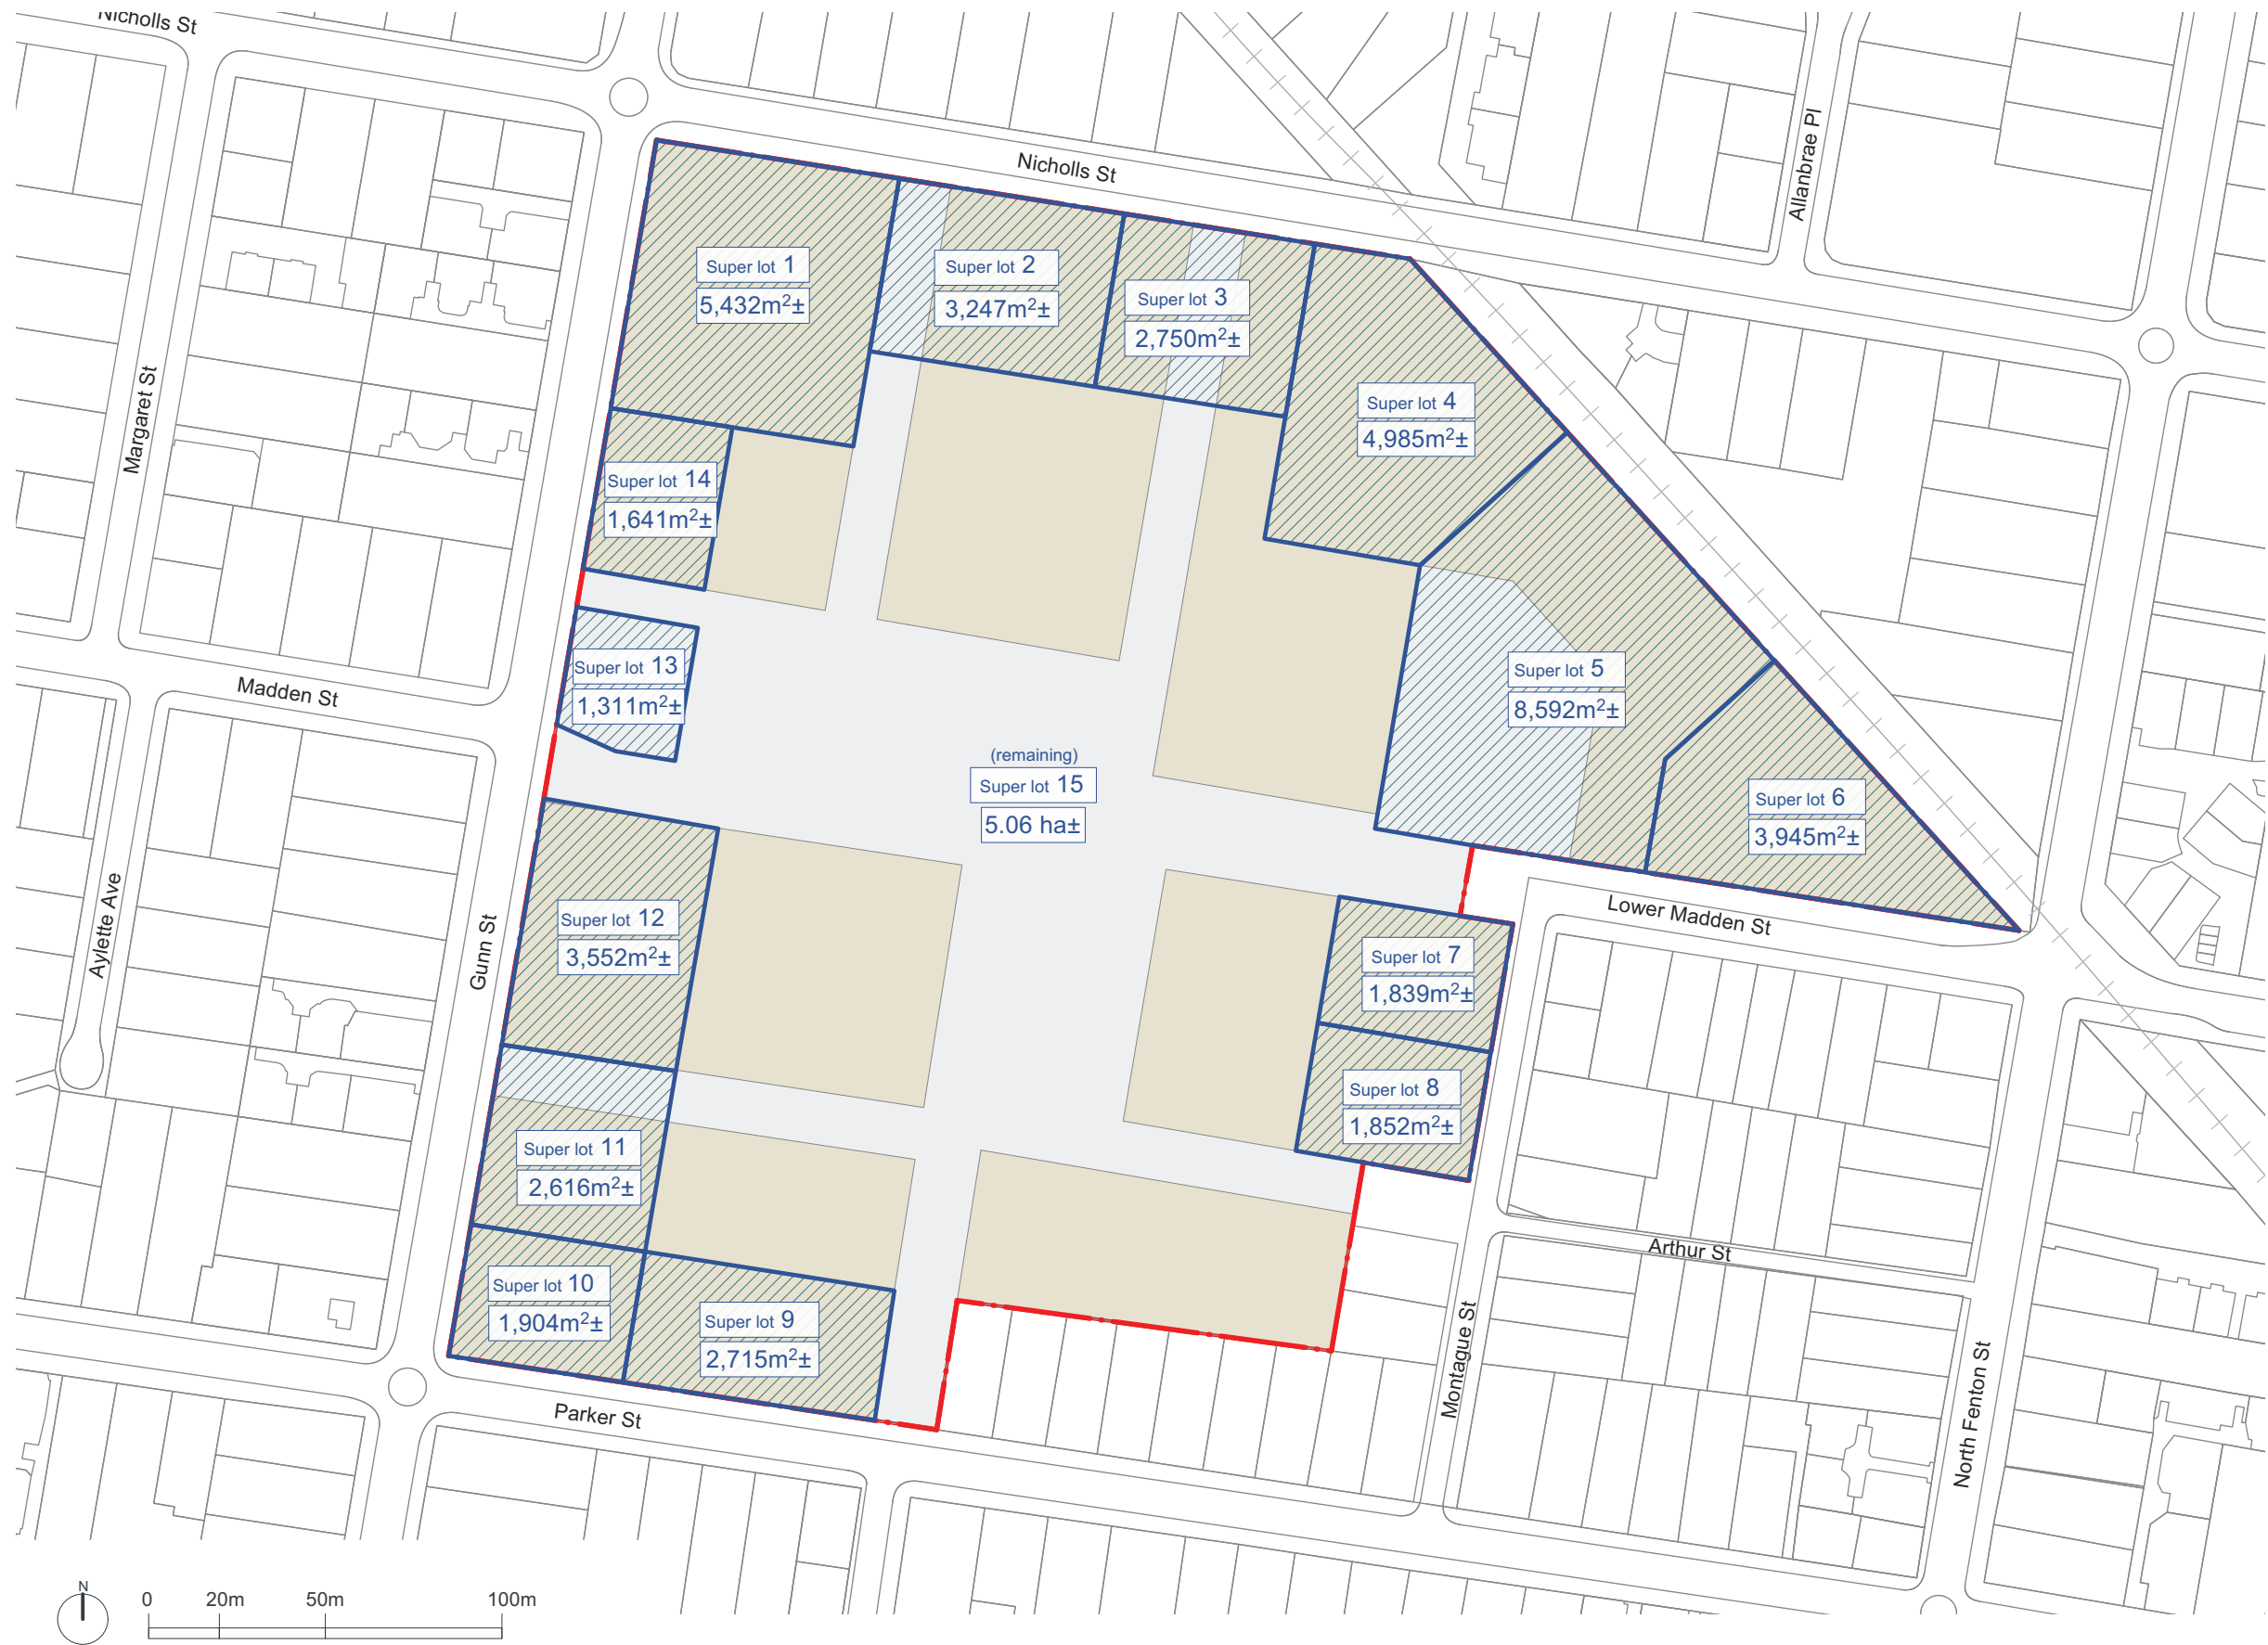 Nicholls St
Nicholls St
Allanbrae Pl
Margaret St
Super lot 1
5,432m²±
Super lot 2
3,247m²±
Super lot 3
2,750m²±
Super lot 4
4,985m²±
Super lot 14
1,641m²±
Super lot 13
1,311m²±
Madden St
Super lot 5
8,592m²±
(remaining)
Super lot 15
5.06 ha±
Super lot 6
3,945m²±
Aylette Ave
Gunn St
Super lot 12
3,552m²±
Lower Madden St
Super lot 7
1,839m²±
Super lot 8
1,852m²±
Super lot 11
2,616m²±
Arthur St
Super lot 10
1,904m²±
Super lot 9
2,715m²±
Montague St
North Fenton St
Parker St
N
0 20m 50m 100m